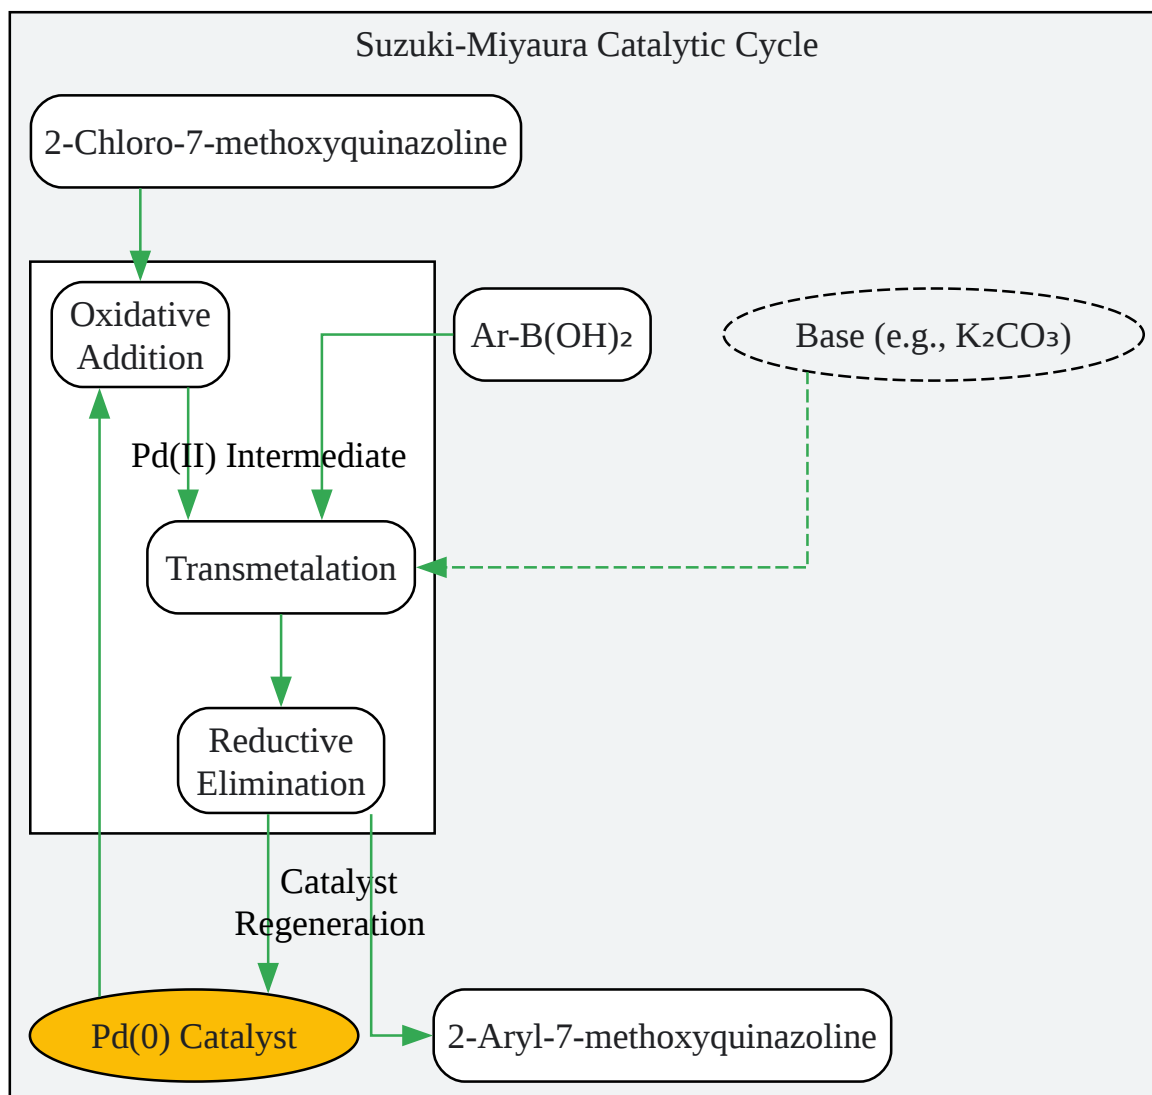 Suzuki-Miyaura Catalytic Cycle
2-Chloro-7-methoxyquinazoline
Oxidative
Addition
Ar-B(OH)₂
Base (e.g., K₂CO₃)
Pd(II) Intermediate
Transmetalation
Reductive
Elimination
Catalyst
Regeneration
Pd(0) Catalyst
2-Aryl-7-methoxyquinazoline